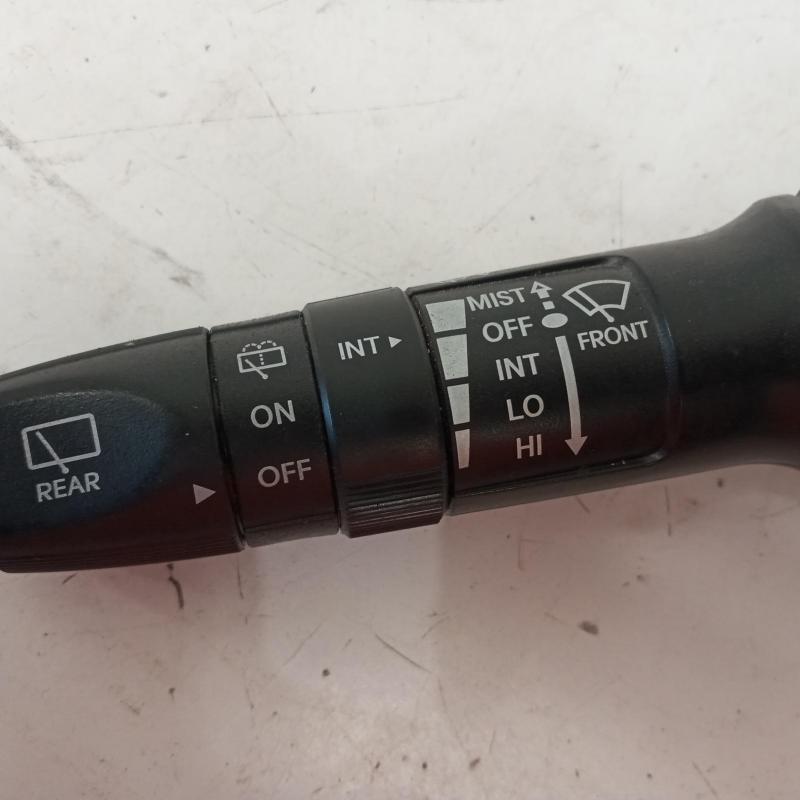 REAR
ON
OFF
INT
MIST
OFF
INT
LO
HI
FRONT